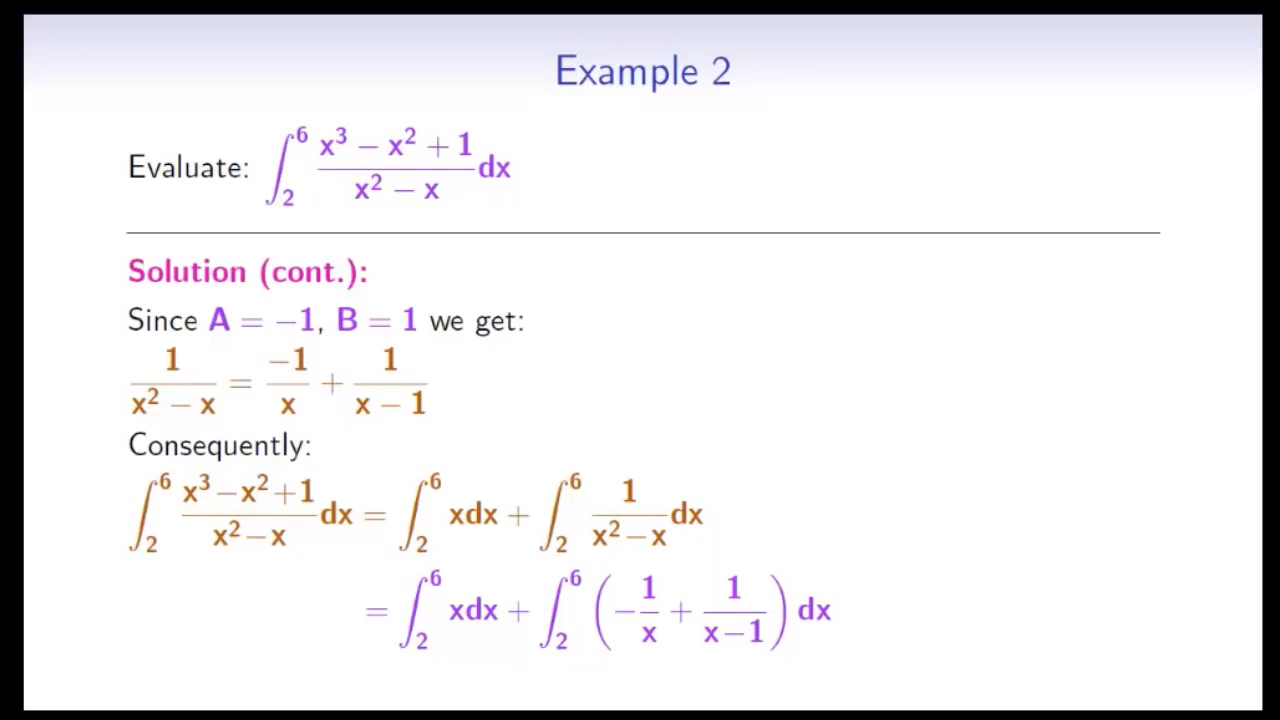 Example 2
Evaluate: ∫₂⁶ (x³ − x² + 1)/(x² − x) dx
Solution (cont.):
Since A = −1, B = 1 we get:
1/(x² − x) = −1/x + 1/(x − 1)
Consequently:
∫₂⁶ (x³−x²+1)/(x²−x) dx = ∫₂⁶ xdx + ∫₂⁶ 1/(x²−x) dx
= ∫₂⁶ xdx + ∫₂⁶ (−1/x + 1/(x−1)) dx